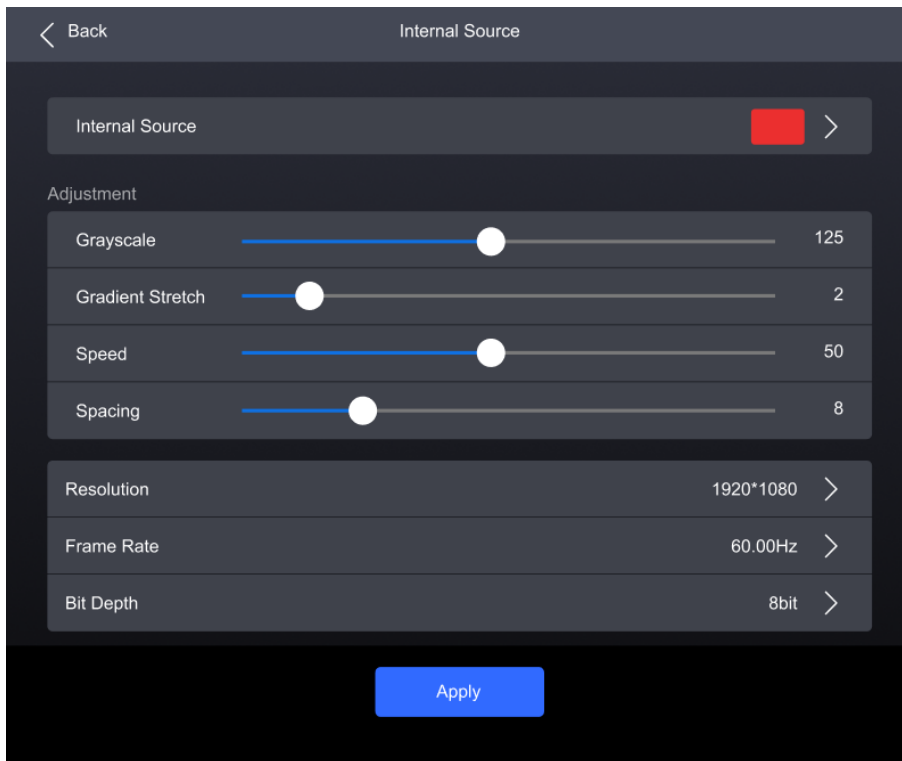 Back
Internal Source
Internal Source
Adjustment
Grayscale 125
Gradient Stretch 2
Speed 50
Spacing 8
Resolution 1920*1080
Frame Rate 60.00Hz
Bit Depth 8bit
Apply